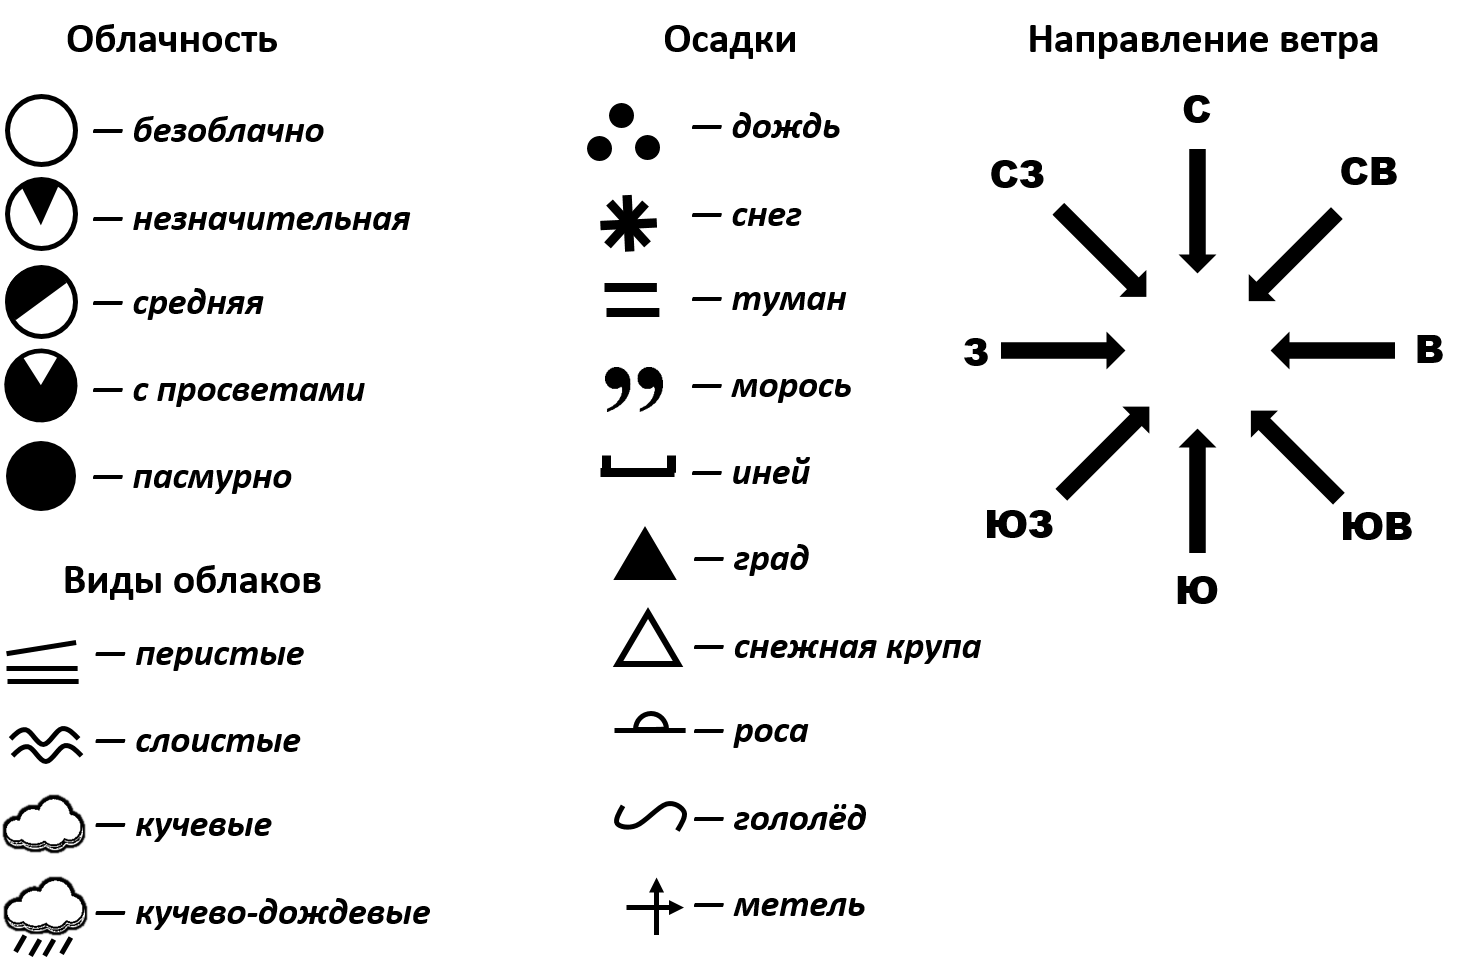 Облачность
— безоблачно
— незначительная
— средняя
— с просветами
— пасмурно
Виды облаков
— перистые
— слоистые
— кучевые
— кучево-дождевые
Осадки
— дождь
— снег
— туман
— морось
— иней
— град
— снежная крупа
— роса
— гололёд
— метель
Направление ветра
С
СЗ
СВ
З
В
ЮЗ
ЮВ
Ю